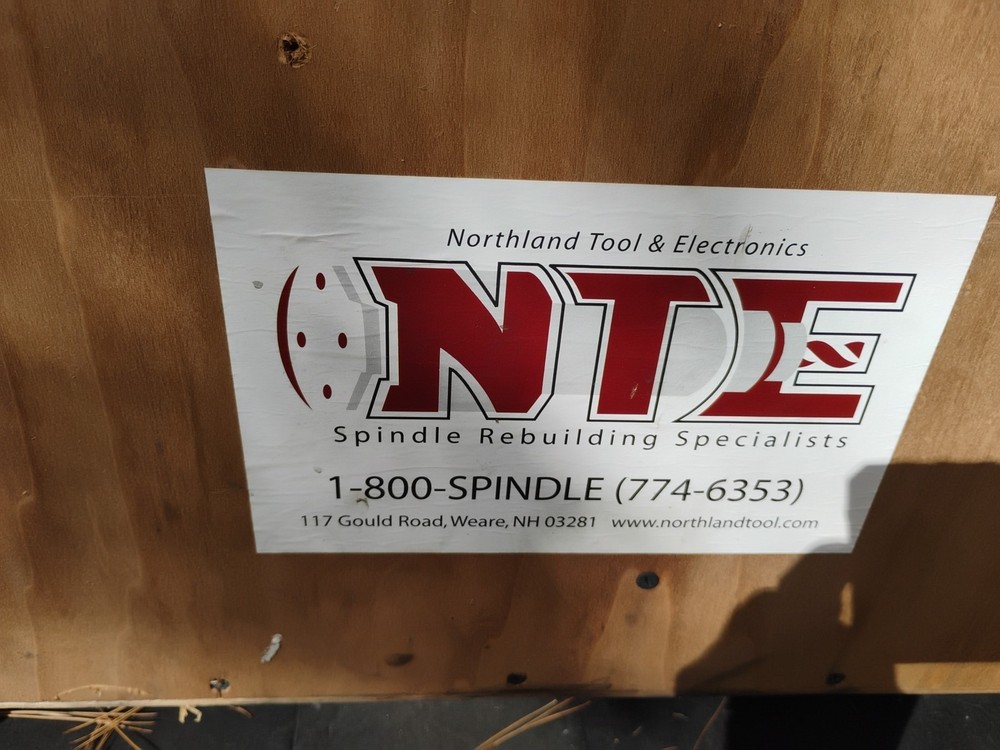 Northland Tool & Electronics
NTE
Spindle Rebuilding Specialists
1-800-SPINDLE (774-6353)
117 Gould Road, Weare, NH 03281 www.northlandtool.com